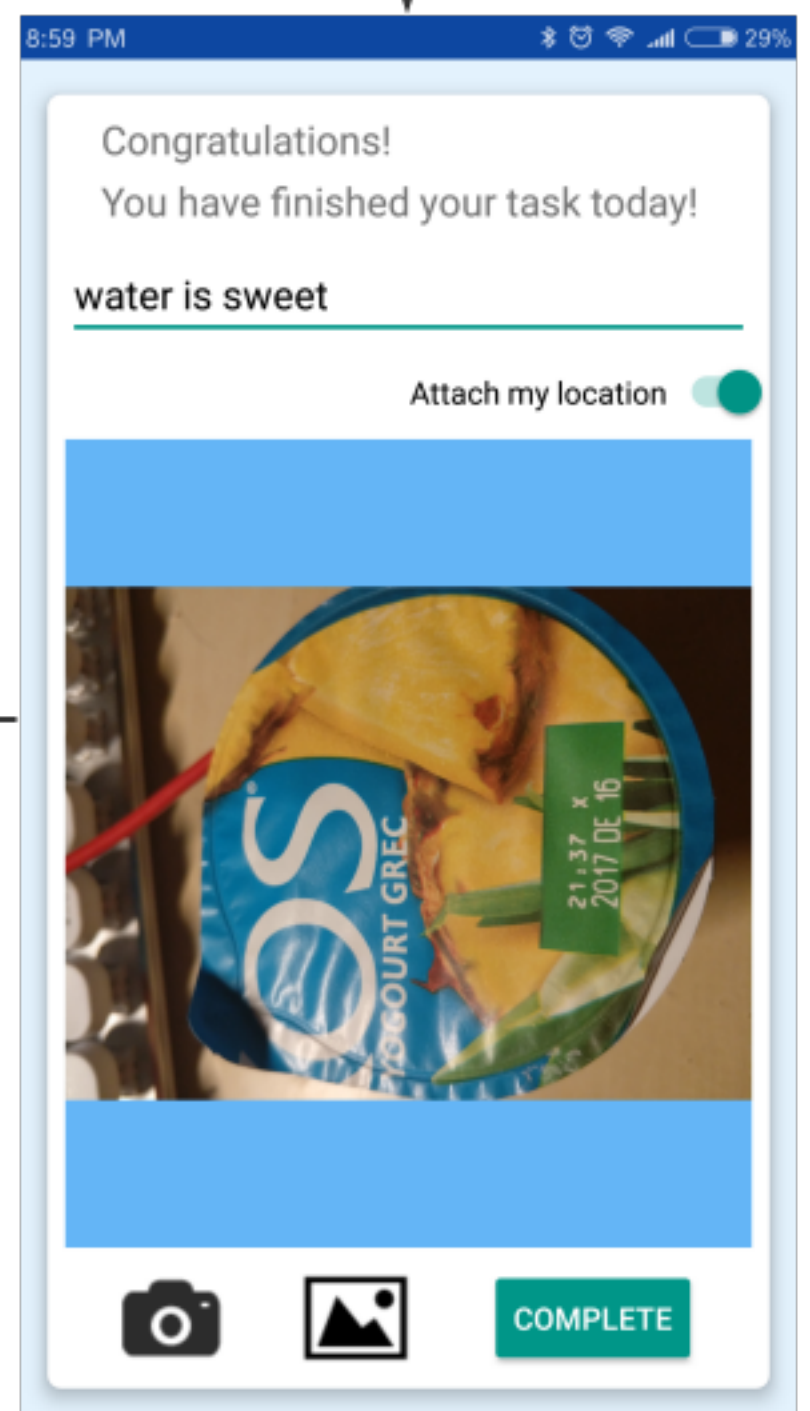 8:59 PM 29%
Congratulations!
You have finished your task today!
water is sweet
Attach my location
OS®
YOGOURT GREC
21:37 X
2017 DE 16
COMPLETE